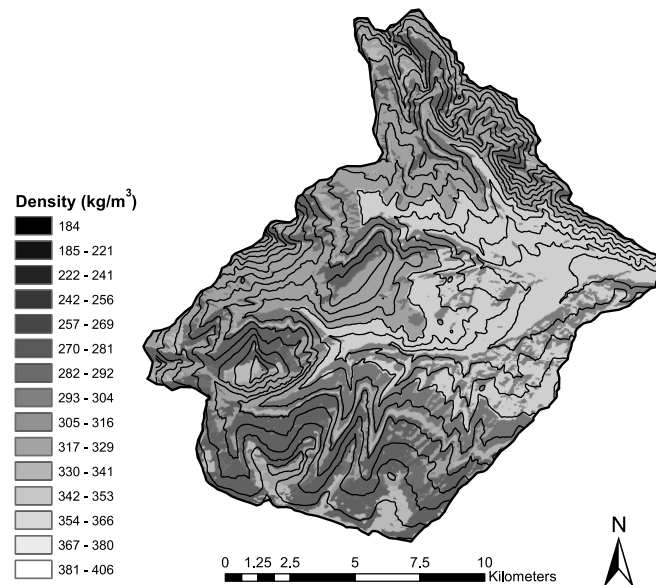 Density (kg/m³)
184
185 - 221
222 - 241
242 - 256
257 - 269
270 - 281
282 - 292
293 - 304
305 - 316
317 - 329
330 - 341
342 - 353
354 - 366
367 - 380
381 - 406
N
0 1.25 2.5 5 7.5 10
Kilometers